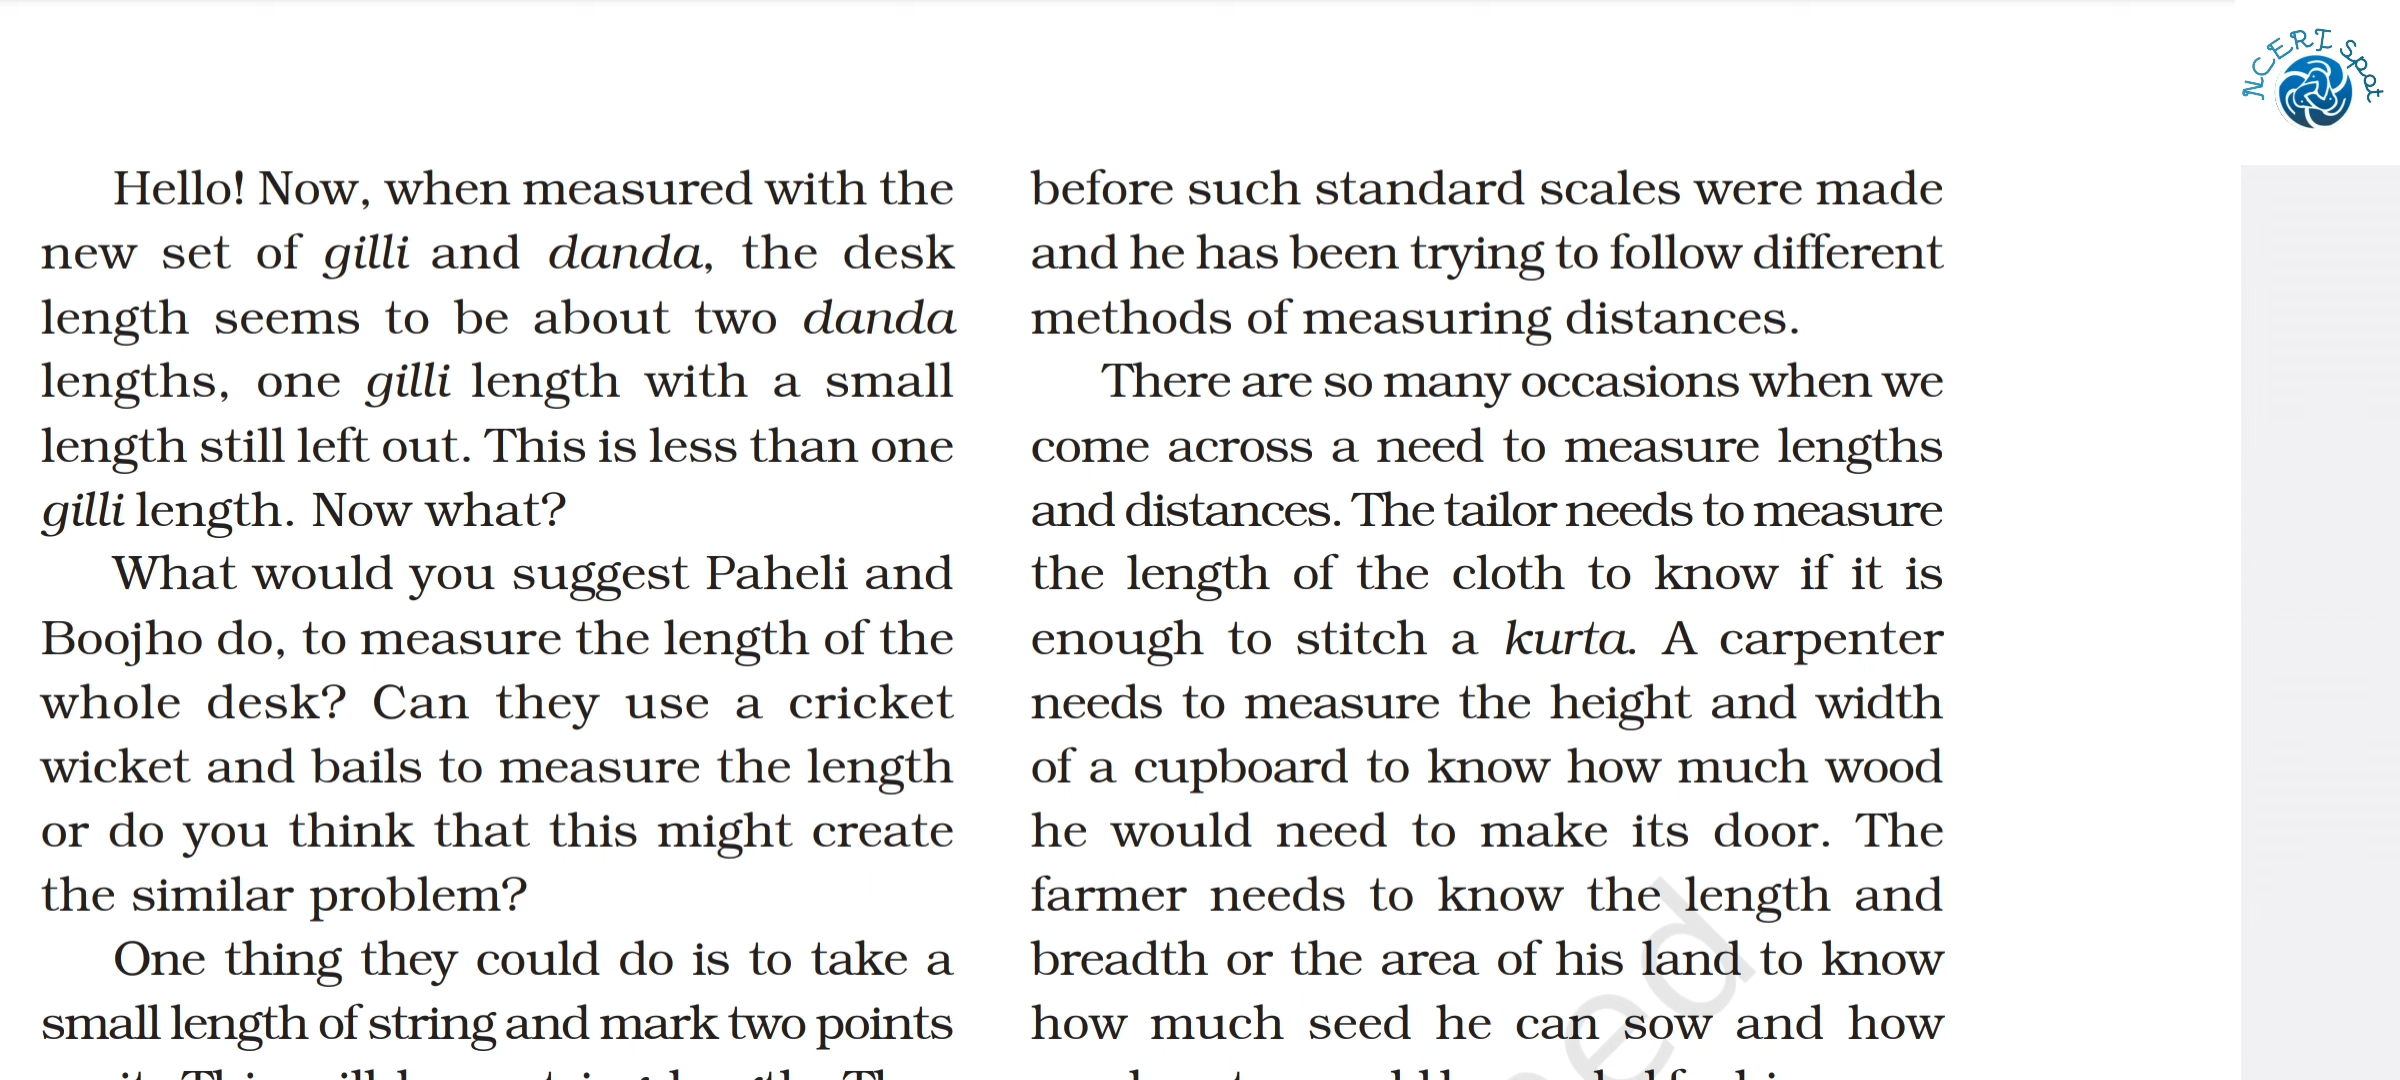 NCERT Spot
Hello! Now, when measured with the
new set of gilli and danda, the desk
length seems to be about two danda
lengths, one gilli length with a small
length still left out. This is less than one
gilli length. Now what?
What would you suggest Paheli and
Boojho do, to measure the length of the
whole desk? Can they use a cricket
wicket and bails to measure the length
or do you think that this might create
the similar problem?
One thing they could do is to take a
small length of string and mark two points
before such standard scales were made
and he has been trying to follow different
methods of measuring distances.
There are so many occasions when we
come across a need to measure lengths
and distances. The tailor needs to measure
the length of the cloth to know if it is
enough to stitch a kurta. A carpenter
needs to measure the height and width
of a cupboard to know how much wood
he would need to make its door. The
farmer needs to know the length and
breadth or the area of his land to know
how much seed he can sow and how